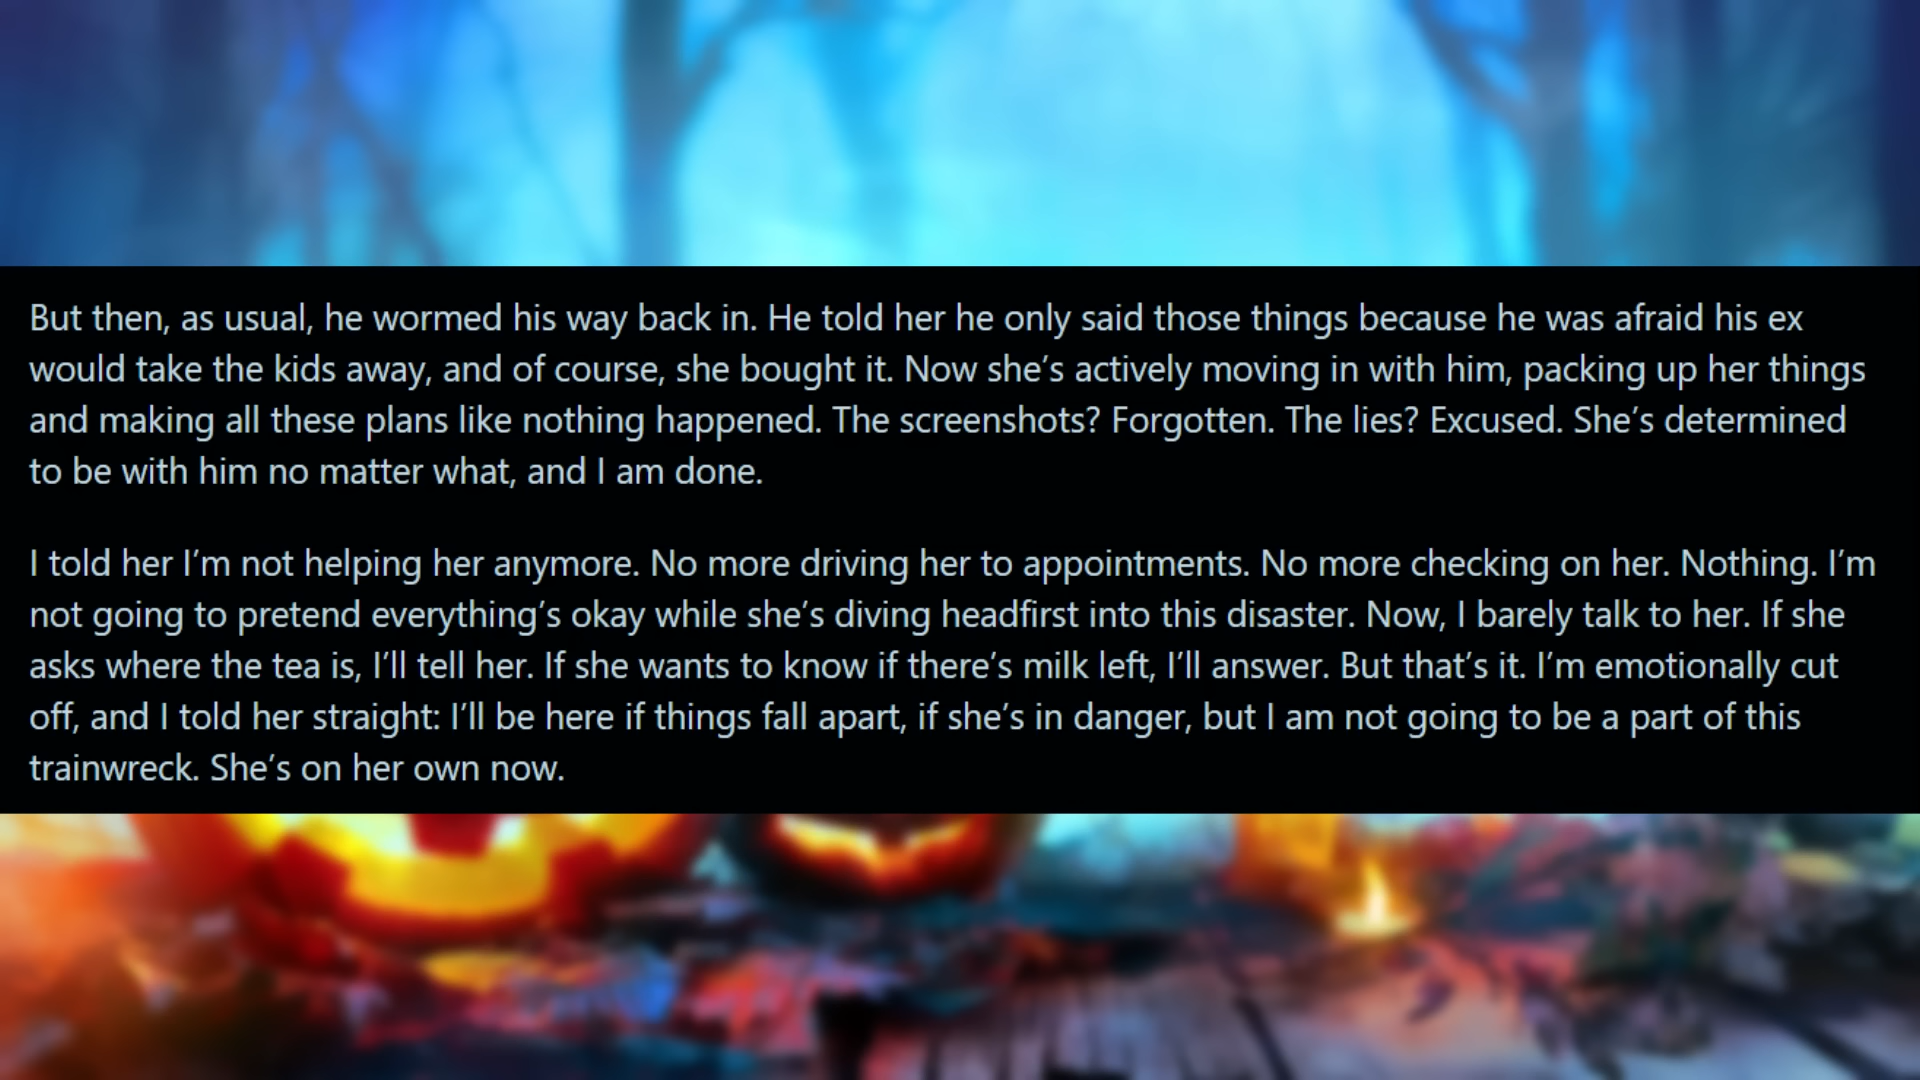 But then, as usual, he wormed his way back in. He told her he only said those things because he was afraid his ex
would take the kids away, and of course, she bought it. Now she’s actively moving in with him, packing up her things
and making all these plans like nothing happened. The screenshots? Forgotten. The lies? Excused. She’s determined
to be with him no matter what, and I am done.
I told her I’m not helping her anymore. No more driving her to appointments. No more checking on her. Nothing. I’m
not going to pretend everything’s okay while she’s diving headfirst into this disaster. Now, I barely talk to her. If she
asks where the tea is, I’ll tell her. If she wants to know if there’s milk left, I’ll answer. But that’s it. I’m emotionally cut
off, and I told her straight: I’ll be here if things fall apart, if she’s in danger, but I am not going to be a part of this
trainwreck. She’s on her own now.